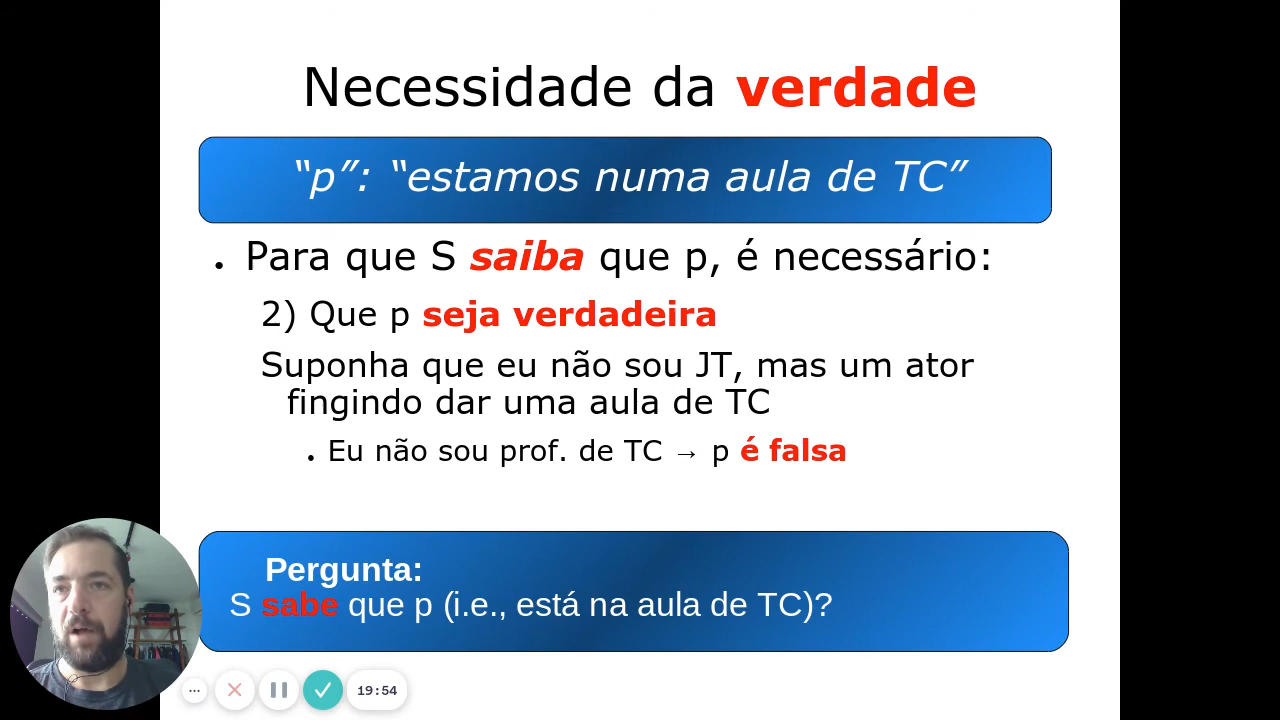 Necessidade da verdade
“p”: “estamos numa aula de TC”
• Para que S saiba que p, é necessário:
2) Que p seja verdadeira
Suponha que eu não sou JT, mas um ator
fingindo dar uma aula de TC
• Eu não sou prof. de TC → p é falsa
Pergunta:
S sabe que p (i.e., está na aula de TC)?
19:54